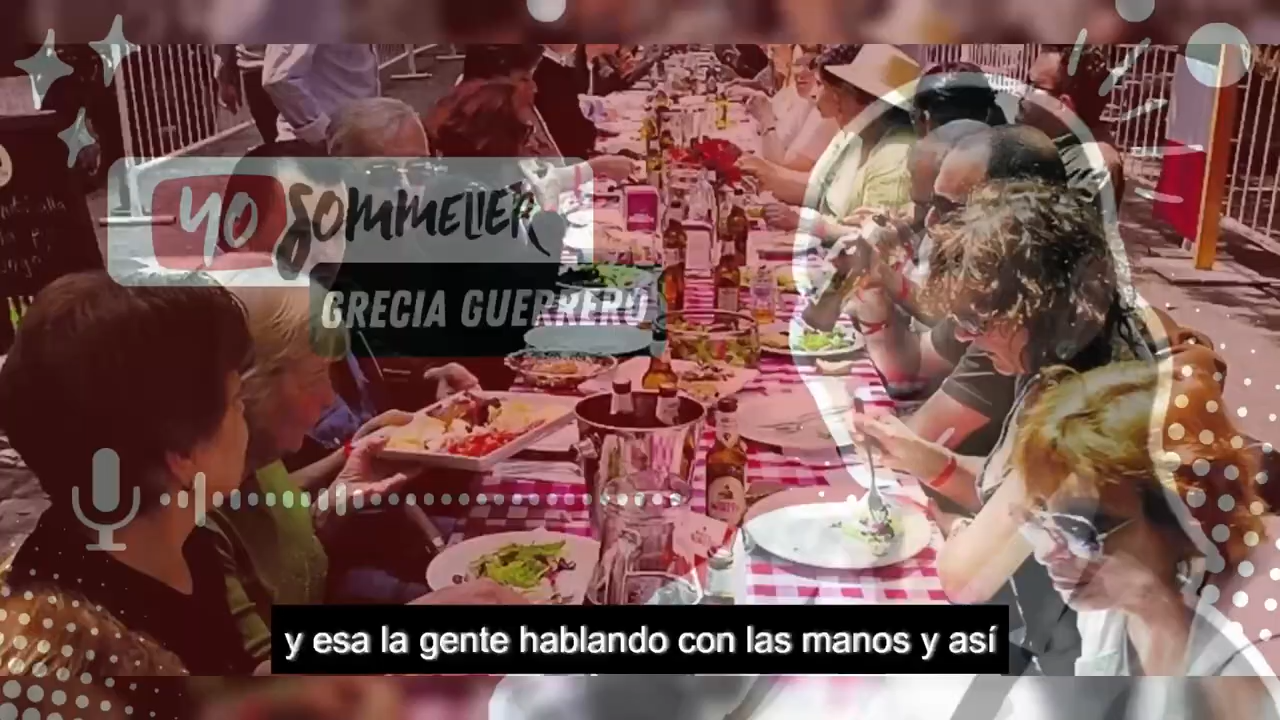 YO SOMMELIER
GRECIA GUERRERO
y esa la gente hablando con las manos y así